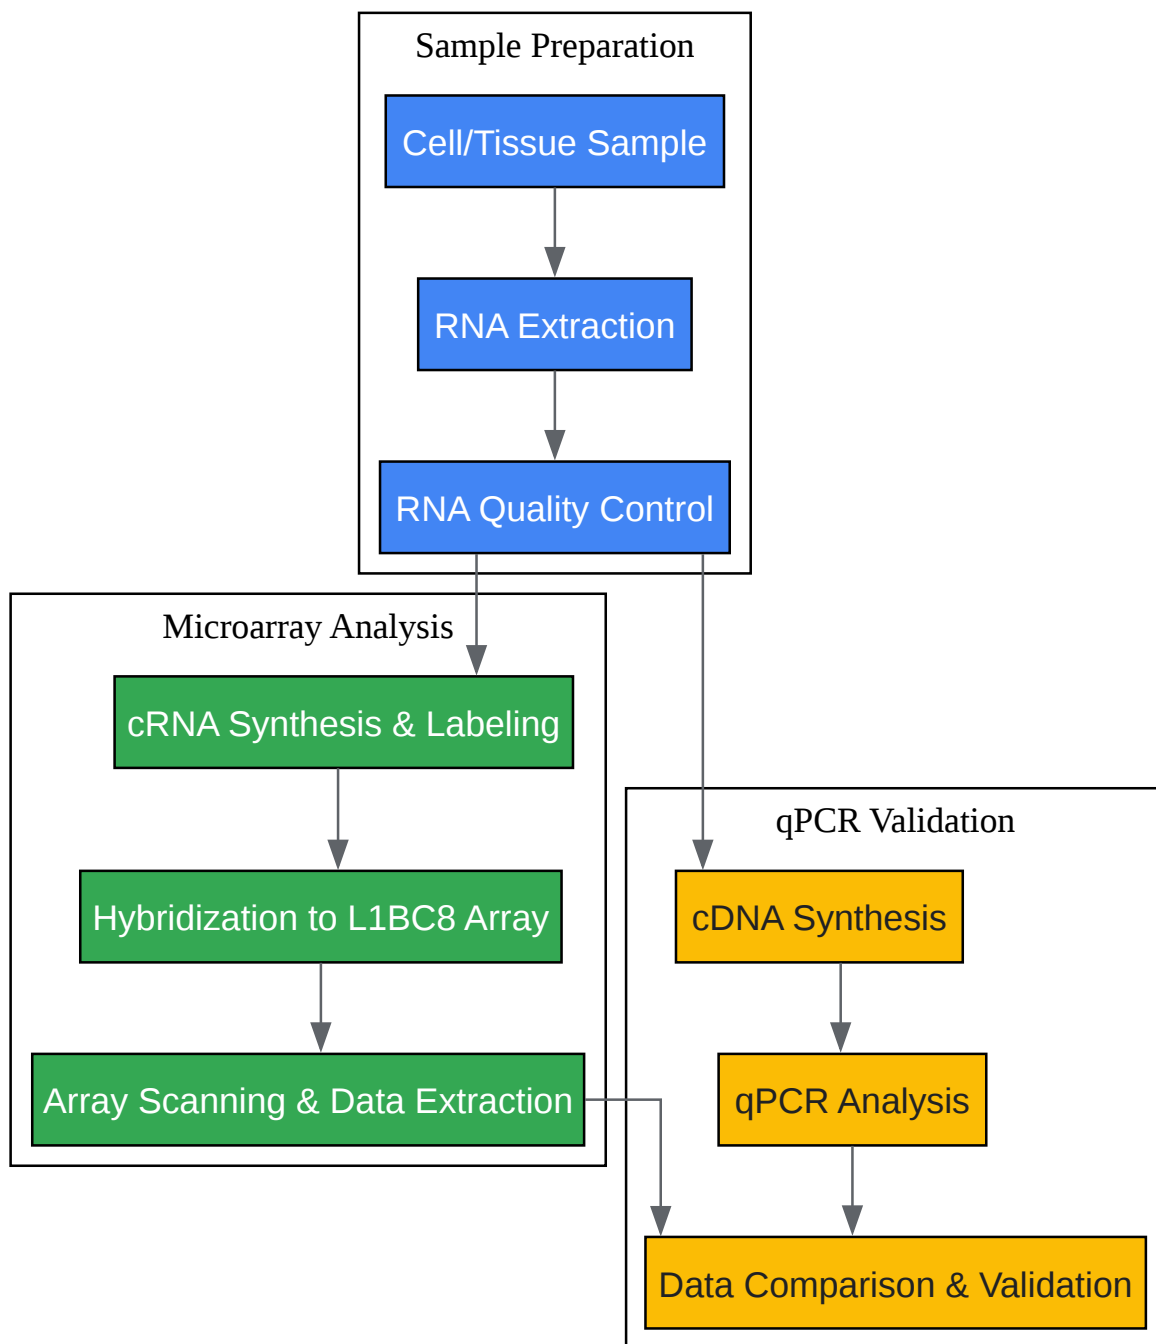 Sample Preparation
Cell/Tissue Sample
RNA Extraction
RNA Quality Control
Microarray Analysis
cRNA Synthesis & Labeling
Hybridization to L1BC8 Array
Array Scanning & Data Extraction
qPCR Validation
cDNA Synthesis
qPCR Analysis
Data Comparison & Validation